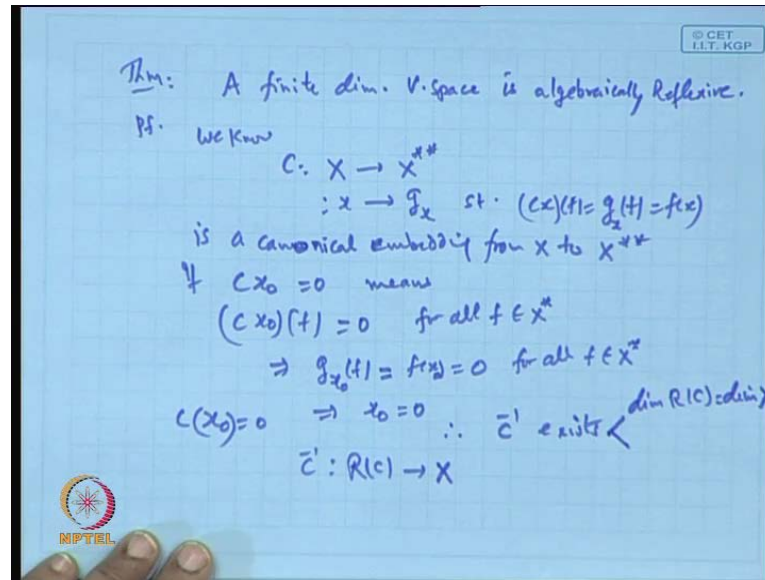 © CET
I.I.T. KGP
Thm: A finite dim. V. space is algebraically Reflexive.
Pf. We know
C: X → X**
: x → g_x st. (Cx)(f) = g_x(f) = f(x)
is a canonical embedding from X to X**
If Cx₀ = 0 means
(Cx₀)(f) = 0 for all f ∈ X*
⇒ g_x₀(f) = f(x₀) = 0 for all f ∈ X*
C(x₀) = 0 ⇒ x₀ = 0 ∴ C⁻¹ exists < dim R(C) = dim X
C⁻¹ : R(C) → X
NPTEL